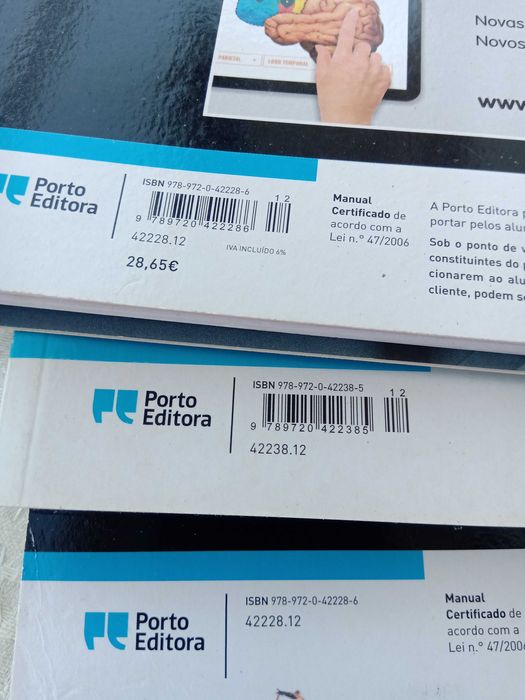 PARIETAL
LOBO TEMPORAL
Novas
Novos
www.
Porto
Editora
ISBN 978-972-0-42228-6
1 2
9 789720 422286
42228.12
IVA INCLUÍDO 6%
28,65€
Manual
Certificado de
acordo com a
Lei n.º 47/2006
A Porto Editora
portar pelos alu
Sob o ponto de v
constituintes do
cionarem ao alu
cliente, podem s
Porto
Editora
ISBN 978-972-0-42238-5
1 2
9 789720 422385
42238.12
Porto
Editora
ISBN 978-972-0-42228-6
42228.12
Manual
Certificado de
acordo com a
Lei n.º 47/200